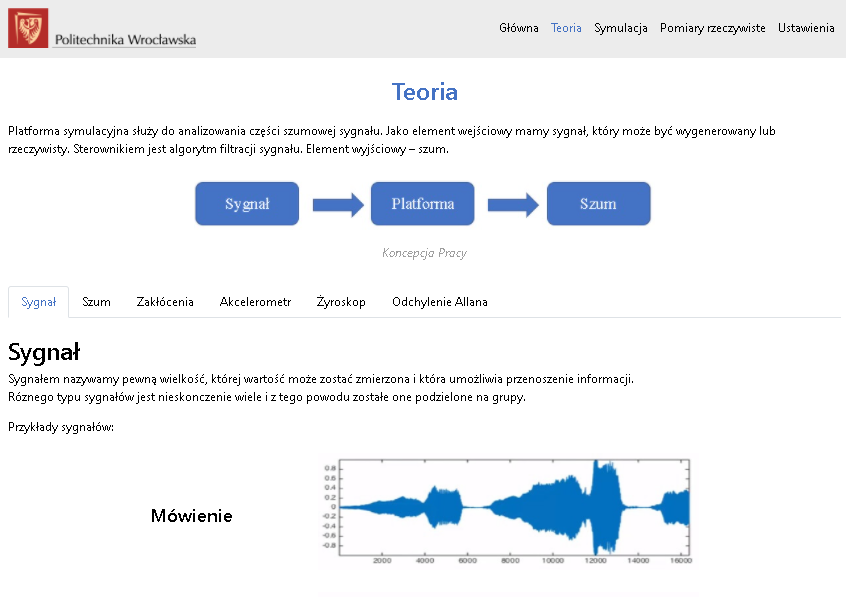 Politechnika Wrocławska
Główna Teoria Symulacja Pomiary rzeczywiste Ustawienia
Teoria
Platforma symulacyjna służy do analizowania części szumowej sygnału. Jako element wejściowy mamy sygnał, który może być wygenerowany lub
rzeczywisty. Sterownikiem jest algorytm filtracji sygnału. Element wyjściowy – szum.
Sygnał Platforma Szum
Koncepcja Pracy
Sygnał Szum Zakłócenia Akcelerometr Żyroskop Odchylenie Allana
Sygnał
Sygnałem nazywamy pewną wielkość, której wartość może zostać zmierzona i która umożliwia przenoszenie informacji.
Róznego typu sygnałów jest nieskonczenie wiele i z tego powodu zostałe one podzielone na grupy.
Przykłady sygnałów:
Mówienie
0.8
0.6
0.4
0.2
0
-0.2
-0.4
-0.6
-0.8
2000 4000 6000 8000 10000 12000 14000 16000